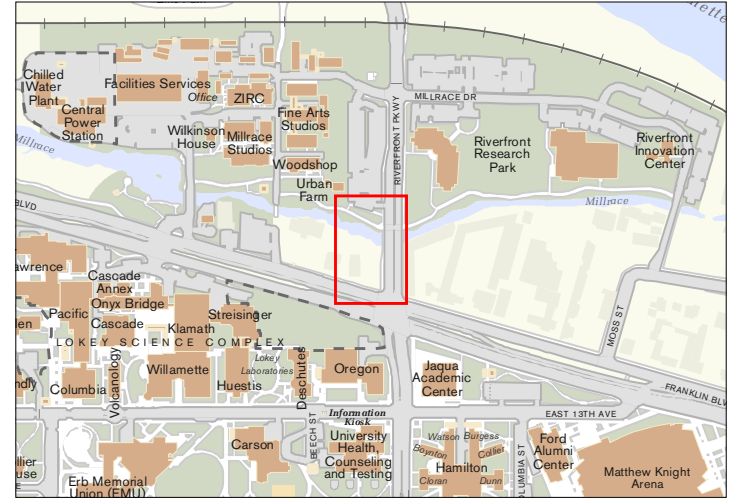 Chilled
Water
Plant
Central
Power
Station
Facilities Services
Office
ZIRC
Fine Arts
Studios
Wilkinson
House
Millrace
Studios
Woodshop
Urban
Farm
Millrace
RIVERFRONT PKWY
MILLRACE DR
Riverfront
Research
Park
Riverfront
Innovation
Center
Millrace
BLVD
awrence
Cascade
Annex
Onyx Bridge
Pacific
Cascade
Klamath
Streisinger
LOKEY SCIENCE COMPLEX
Lokey
Laboratories
Columbia
Volcanology
Willamette
Huestis
Deschutes
Oregon
Jaqua
Academic
Center
MOSS ST
FRANKLIN BLV
EAST 13TH AVE
Information
Kiosk
BEECH ST
University
Health,
Counseling
and Testing
Carson
Erb Memorial
Union (EMU)
Watson
Burgess
Boynton
Collier
Hamilton
Cloran
Dunn
UMBIA ST
Ford
Alumni
Center
Matthew Knight
Arena